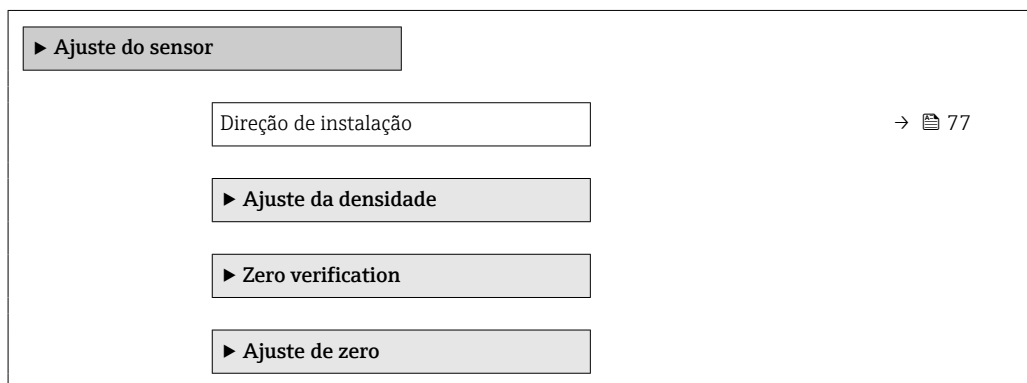 ▶ Ajuste do sensor
Direção de instalação → 77
▶ Ajuste da densidade
▶ Zero verification
▶ Ajuste de zero